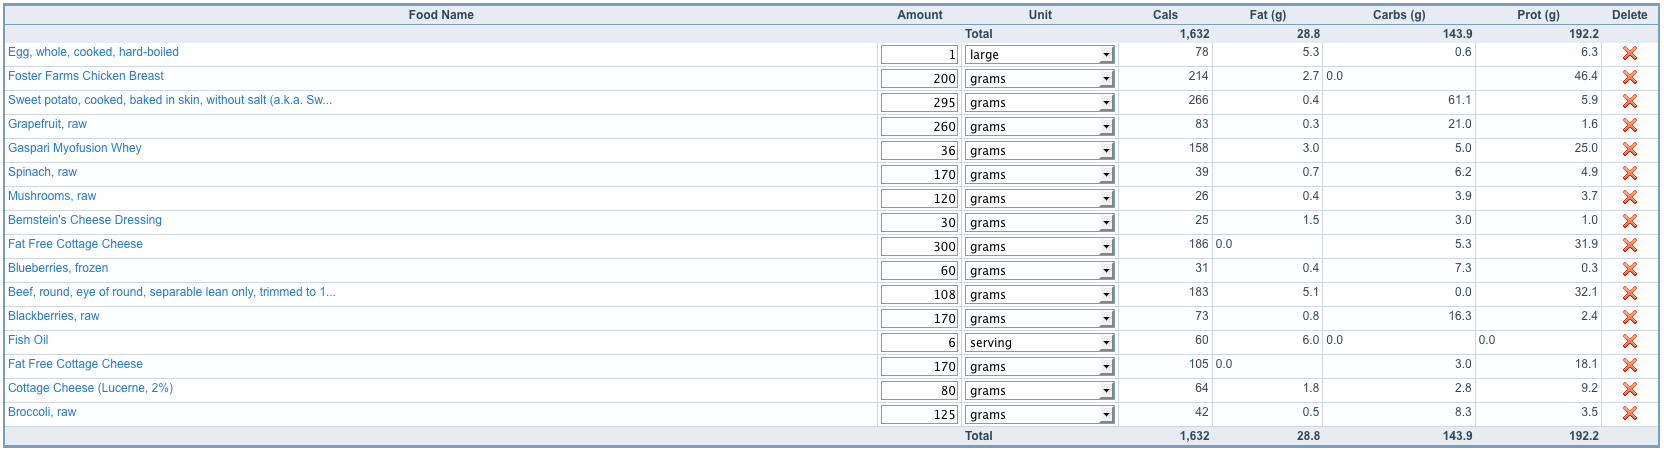 Food Name Amount Unit Cals Fat (g) Carbs (g) Prot (g) Delete
Total 1,632 28.8 143.9 192.2
Egg, whole, cooked, hard-boiled 1 large 78 5.3 0.6 6.3
Foster Farms Chicken Breast 200 grams 214 2.7 0.0 46.4
Sweet potato, cooked, baked in skin, without salt (a.k.a. Sw... 295 grams 266 0.4 61.1 5.9
Grapefruit, raw 260 grams 83 0.3 21.0 1.6
Gaspari Myofusion Whey 36 grams 158 3.0 5.0 25.0
Spinach, raw 170 grams 39 0.7 6.2 4.9
Mushrooms, raw 120 grams 26 0.4 3.9 3.7
Bernstein's Cheese Dressing 30 grams 25 1.5 3.0 1.0
Fat Free Cottage Cheese 300 grams 186 0.0 5.3 31.9
Blueberries, frozen 60 grams 31 0.4 7.3 0.3
Beef, round, eye of round, separable lean only, trimmed to 1... 108 grams 183 5.1 0.0 32.1
Blackberries, raw 170 grams 73 0.8 16.3 2.4
Fish Oil 6 serving 60 6.0 0.0 0.0
Fat Free Cottage Cheese 170 grams 105 0.0 3.0 18.1
Cottage Cheese (Lucerne, 2%) 80 grams 64 1.8 2.8 9.2
Broccoli, raw 125 grams 42 0.5 8.3 3.5
Total 1,632 28.8 143.9 192.2